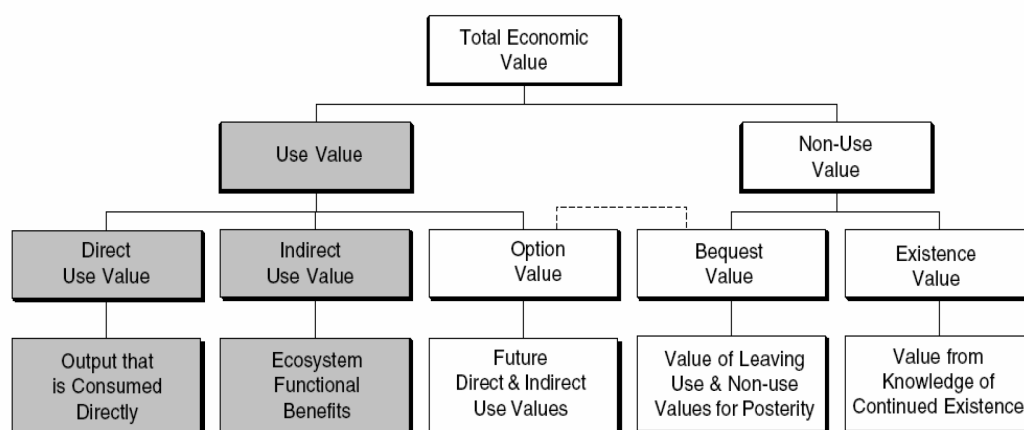 Total Economic
Value
Use Value
Non-Use
Value
Direct
Use Value
Indirect
Use Value
Option
Value
Bequest
Value
Existence
Value
Output that
is Consumed
Directly
Ecosystem
Functional
Benefits
Future
Direct & Indirect
Use Values
Value of Leaving
Use & Non-use
Values for Posterity
Value from
Knowledge of
Continued Existence